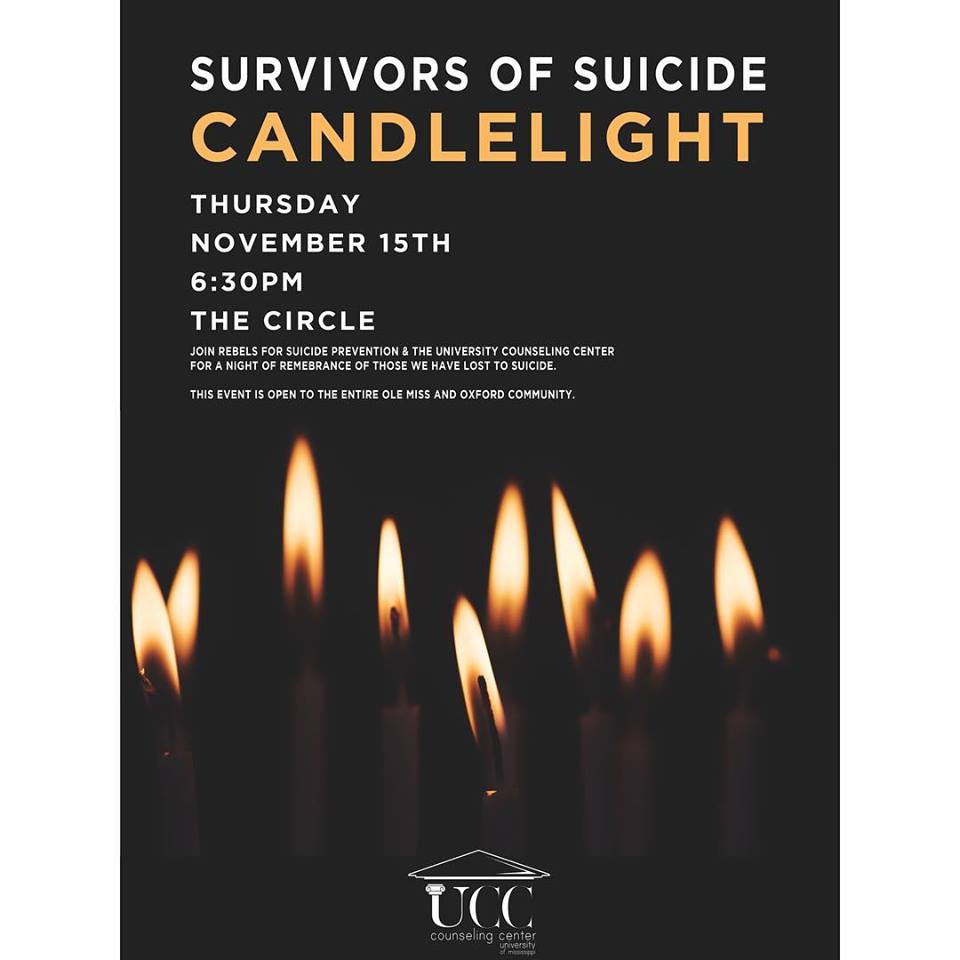 SURVIVORS OF SUICIDE
CANDLELIGHT
THURSDAY
NOVEMBER 15TH
6:30PM
THE CIRCLE
JOIN REBELS FOR SUICIDE PREVENTION & THE UNIVERSITY COUNSELING CENTER
FOR A NIGHT OF REMEBRANCE OF THOSE WE HAVE LOST TO SUICIDE.
THIS EVENT IS OPEN TO THE ENTIRE OLE MISS AND OXFORD COMMUNITY.
UCC
counseling center
university
of mississippi